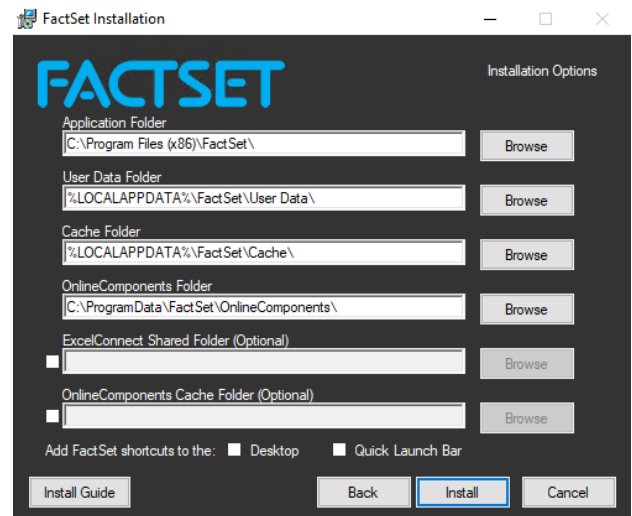 FactSet Installation
FACTSET
Installation Options
Application Folder
C:\Program Files (x86)\FactSet\
Browse
User Data Folder
%LOCALAPPDATA%\FactSet\User Data\
Browse
Cache Folder
%LOCALAPPDATA%\FactSet\Cache\
Browse
OnlineComponents Folder
C:\ProgramData\FactSet\OnlineComponents\
Browse
ExcelConnect Shared Folder (Optional)
Browse
OnlineComponents Cache Folder (Optional)
Browse
Add FactSet shortcuts to the: Desktop Quick Launch Bar
Install Guide Back Install Cancel